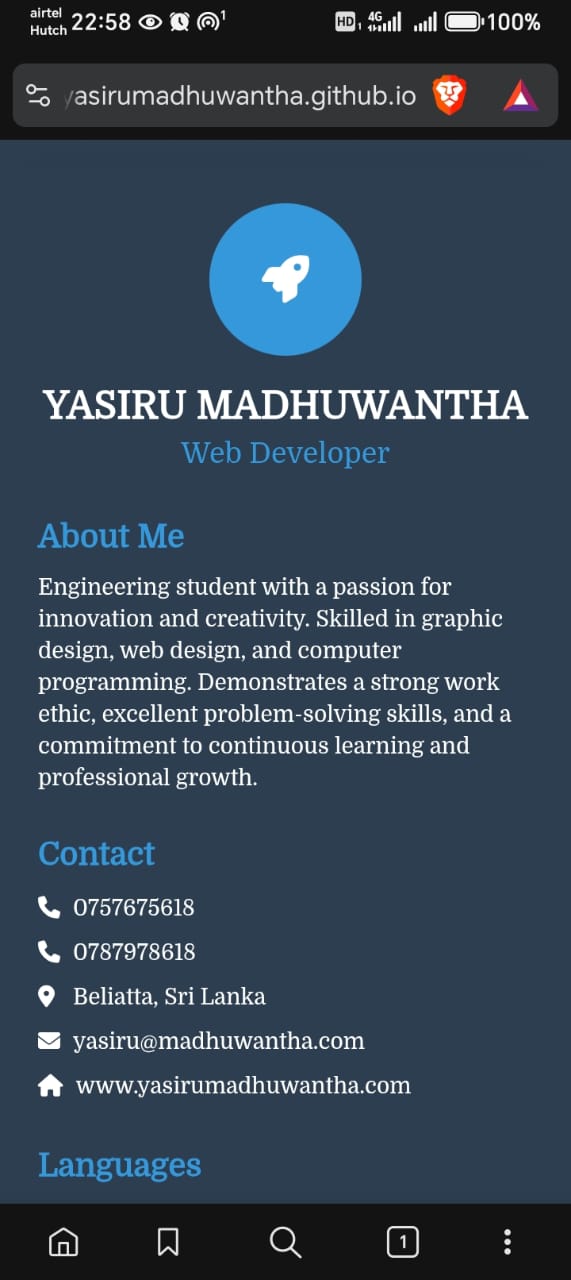 airtel
Hutch 22:58 1 HD 1 4G 100%
yasirumadhuwantha.github.io
YASIRU MADHUWANTHA
Web Developer
About Me
Engineering student with a passion for
innovation and creativity. Skilled in graphic
design, web design, and computer
programming. Demonstrates a strong work
ethic, excellent problem-solving skills, and a
commitment to continuous learning and
professional growth.
Contact
0757675618
0787978618
Beliatta, Sri Lanka
yasiru@madhuwantha.com
www.yasirumadhuwantha.com
Languages
1